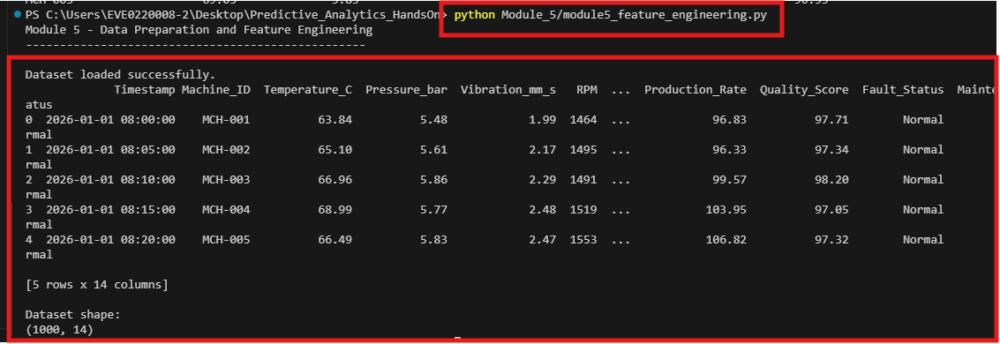 PS C:\Users\EVE0220008-2\Desktop\Predictive_Analytics_HandsOn> python Module_5/module5_feature_engineering.py
Module 5 - Data Preparation and Feature Engineering
--------------------------------------------------
Dataset loaded successfully.
Timestamp Machine_ID Temperature_C Pressure_bar Vibration_mm_s RPM ... Production_Rate Quality_Score Fault_Status Mainte
atus
0 2026-01-01 08:00:00 MCH-001 63.84 5.48 1.99 1464 ... 96.83 97.71 Normal
rmal
1 2026-01-01 08:05:00 MCH-002 65.10 5.61 2.17 1495 ... 96.33 97.34 Normal
rmal
2 2026-01-01 08:10:00 MCH-003 66.96 5.86 2.29 1491 ... 99.57 98.20 Normal
rmal
3 2026-01-01 08:15:00 MCH-004 68.99 5.77 2.48 1519 ... 103.95 97.05 Normal
rmal
4 2026-01-01 08:20:00 MCH-005 66.49 5.83 2.47 1553 ... 106.82 97.32 Normal
rmal
[5 rows x 14 columns]
Dataset shape:
(1000, 14)